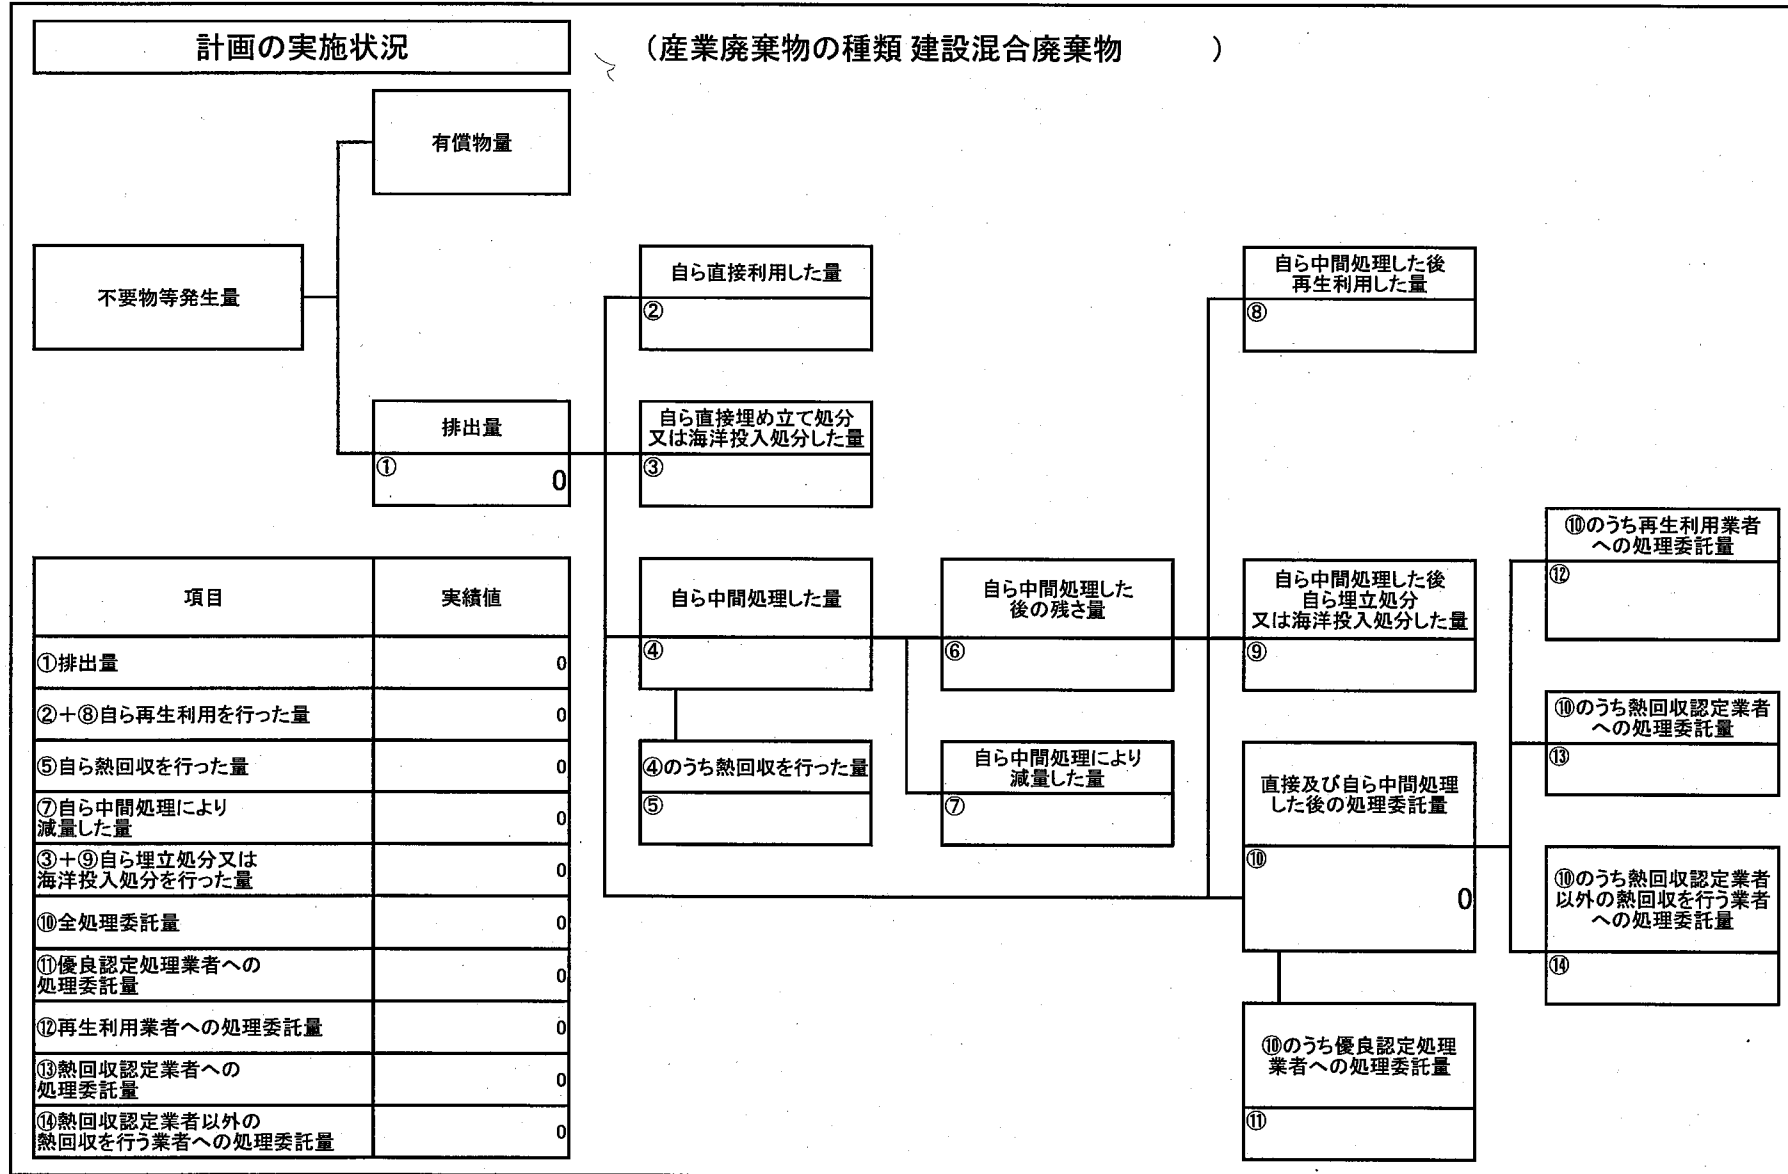 計画の実施状況
（産業廃棄物の種類 建設混合廃棄物　　　）
有償物量
不要物等発生量
排出量
①
0
自ら直接利用した量
②
自ら直接埋め立て処分
又は海洋投入処分した量
③
自ら中間処理した量
④
④のうち熱回収を行った量
⑤
自ら中間処理した
後の残さ量
⑥
自ら中間処理により
減量した量
⑦
自ら中間処理した後
再生利用した量
⑧
自ら中間処理した後
自ら埋立処分
又は海洋投入処分した量
⑨
直接及び自ら中間処理
した後の処理委託量
⑩
0
⑩のうち優良認定処理
業者への処理委託量
⑪
⑩のうち再生利用業者
への処理委託量
⑫
⑩のうち熱回収認定業者
への処理委託量
⑬
⑩のうち熱回収認定業者
以外の熱回収を行う業者
への処理委託量
⑭
項目 実績値
①排出量 0
②＋⑧自ら再生利用を行った量 0
⑤自ら熱回収を行った量 0
⑦自ら中間処理により
減量した量 0
③＋⑨自ら埋立処分又は
海洋投入処分を行った量 0
⑩全処理委託量 0
⑪優良認定処理業者への
処理委託量 0
⑫再生利用業者への処理委託量 0
⑬熱回収認定業者への
処理委託量 0
⑭熱回収認定業者以外の
熱回収を行う業者への処理委託量 0